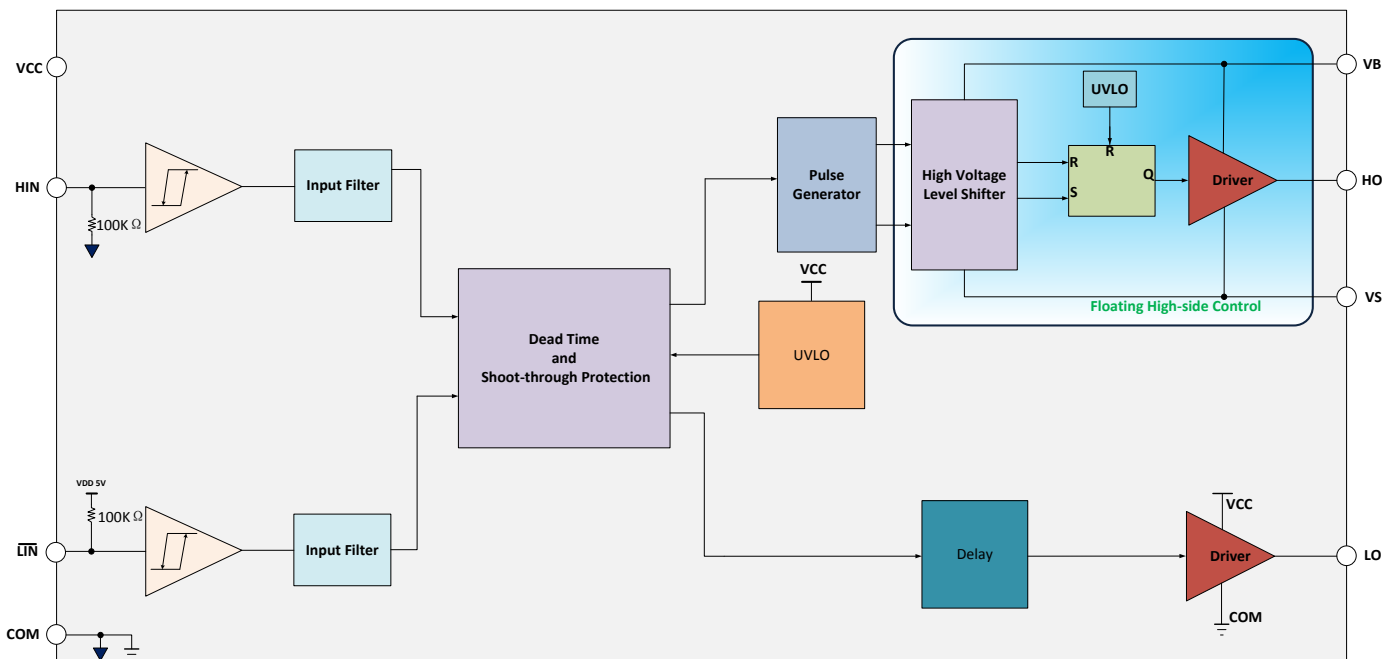 VCC
VB
UVLO
HIN
100K Ω
Input Filter
Pulse
Generator
High Voltage
Level Shifter
R
S
R
Q
Driver
HO
VCC
VS
Floating High-side Control
Dead Time
and
Shoot-through Protection
UVLO
VDD 5V
100K Ω
L̅I̅N̅
Input Filter
Delay
VCC
Driver
LO
COM
COM